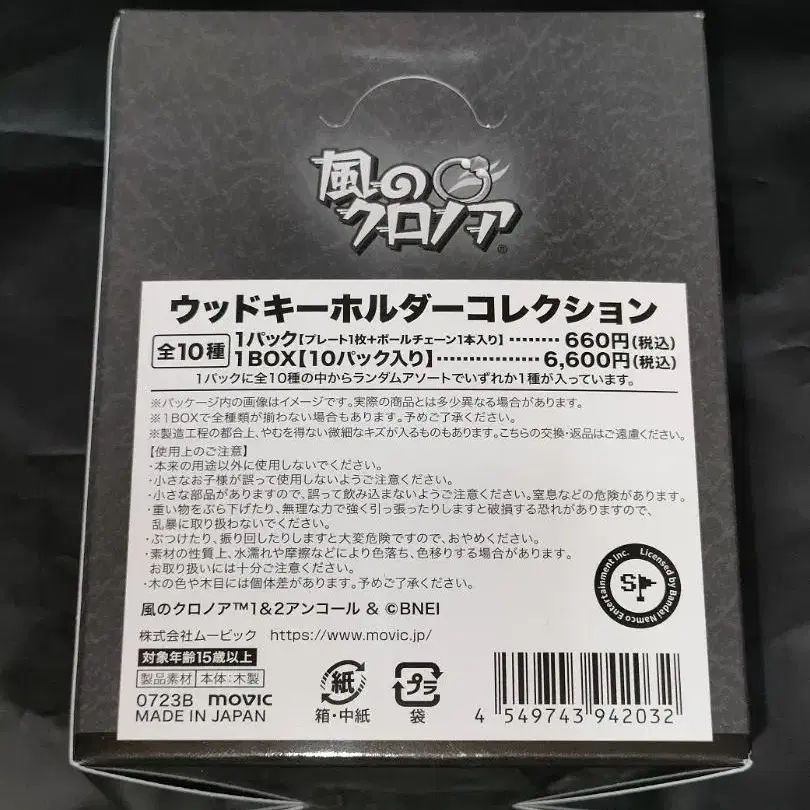 風のクロノア®
ウッドキーホルダーコレクション
全10種
1パック【プレート1枚+ボールチェーン1本入り】………660円(税込)
1BOX【10パック入り】………………6,600円(税込)
1パックに全10種の中からランダムアソートでいずれか1種が入っています。
※パッケージ内の画像はイメージです。実際の商品とは多少異なる場合があります。
※1BOXで全種類が揃わない場合もあります。予めご了承ください。
※製造工程の都合上、やむを得ない微細なキズが入るものもあります。こちらの交換・返品はご遠慮ください。
【使用上のご注意】
・本来の用途以外に使用しないでください。
・小さなお子様が誤って使用しないようご注意ください。
・小さな部品がありますので、誤って飲み込まないようご注意ください。窒息などの危険があります。
・重い物をぶら下げたり、無理な力で強く引っ張ったりしますと破損する恐れがありますので、
乱暴に取り扱わないでください。
・ぶつけたり、振り回したりしますと大変危険ですので、おやめください。
・素材の性質上、水濡れや摩擦などにより色落ち、色移りする場合があります。
お取り扱いには十分ご注意ください。
・木の色や木目には個体差があります。予めご了承ください。
風のクロノア™1&2アンコール & ©BNEI
Licensed by Bandai Namco Entertainment Inc.
SP
株式会社ムービック https://www.movic.jp/
対象年齢15歳以上
製品素材 本体:木製
0723B movic
MADE IN JAPAN
紙
箱・中紙
プラ
袋
4 549743 942032